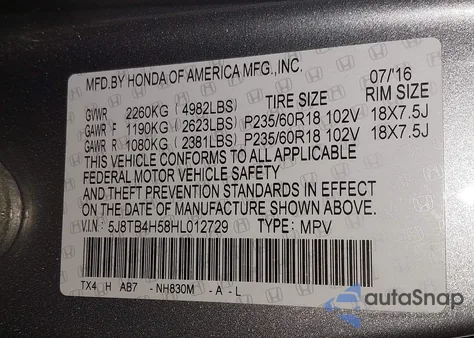 MFD.BY HONDA OF AMERICA MFG.,INC. 07/16
TIRE SIZE RIM SIZE
GVWR 2260KG ( 4982LBS)
GAWR F 1190KG ( 2623LBS) P235/60R18 102V 18X7.5J
GAWR R 1080KG ( 2381LBS) P235/60R18 102V 18X7.5J
THIS VEHICLE CONFORMS TO ALL APPLICABLE
FEDERAL MOTOR VEHICLE SAFETY
AND THEFT PREVENTION STANDARDS IN EFFECT
ON THE DATE OF MANUFACTURE SHOWN ABOVE.
V.I.N: 5J8TB4H58HL012729 TYPE: MPV
TX4 H AB7 - NH830M - A - L
autoSnap